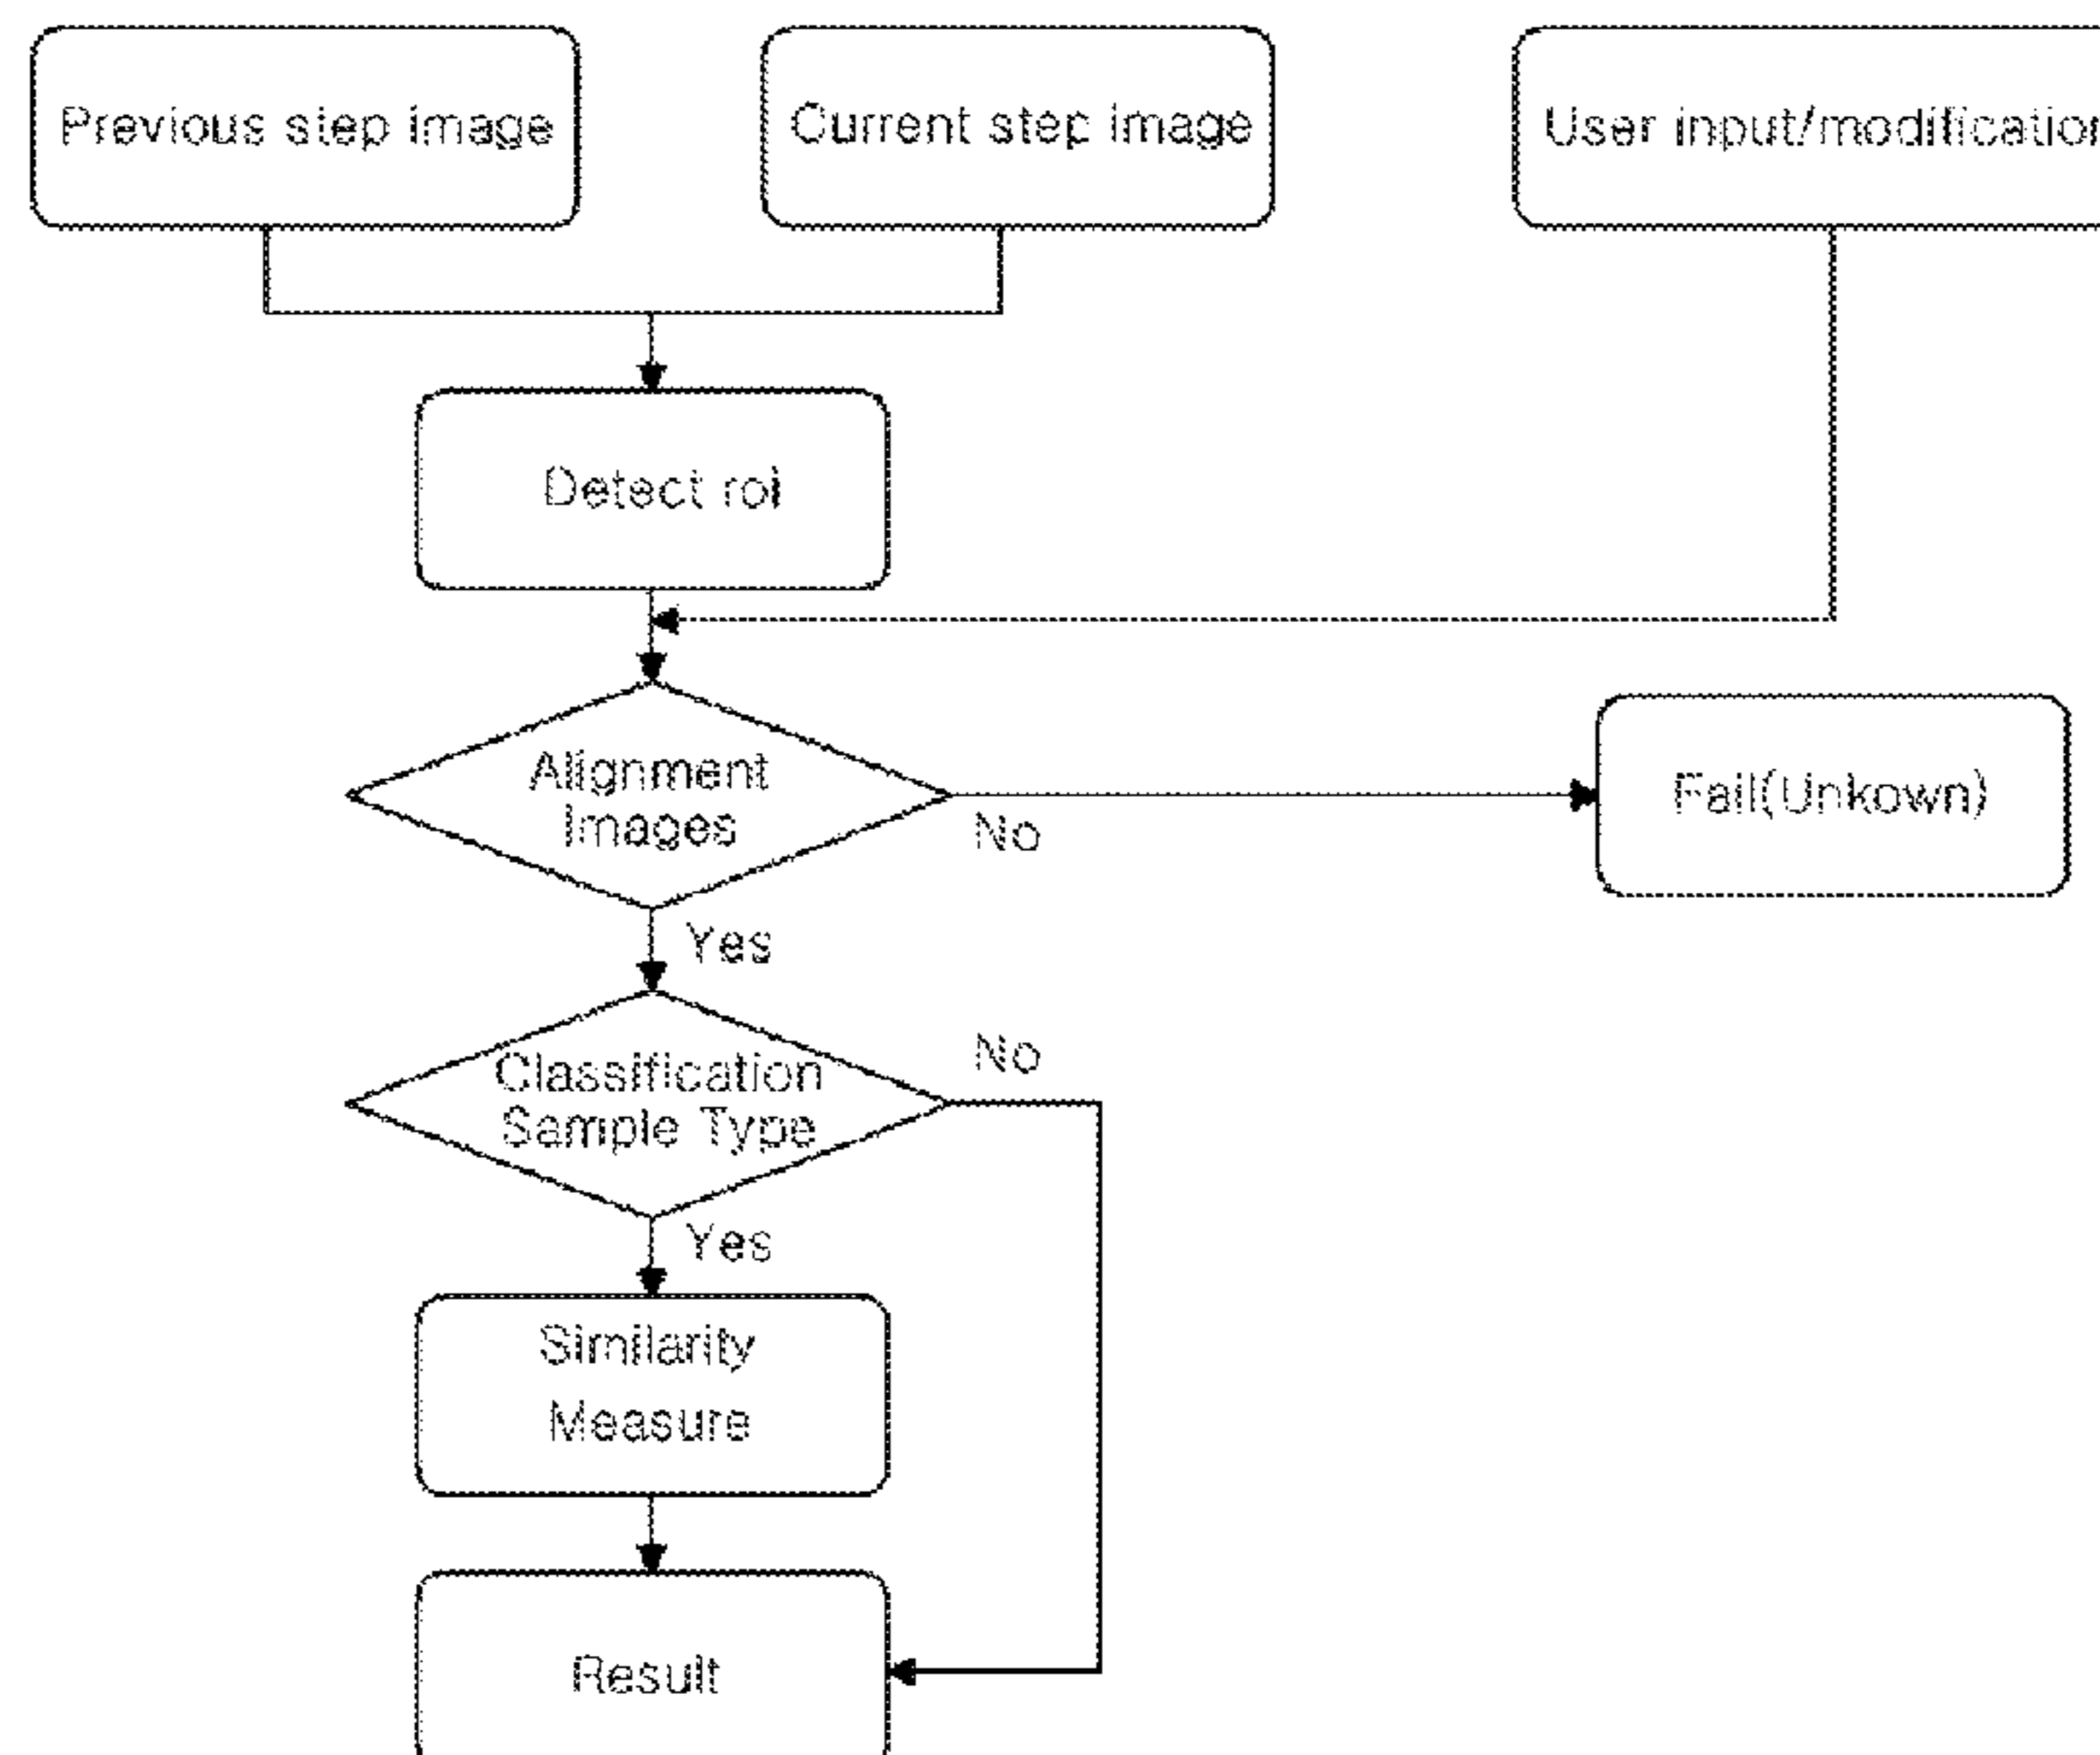 Previous step image
Current step image
User input/modification
Detect roi
Alignment
Images
No
Fail(Unkown)
Yes
Classification
Sample Type
No
Yes
Similarity
Measure
Result